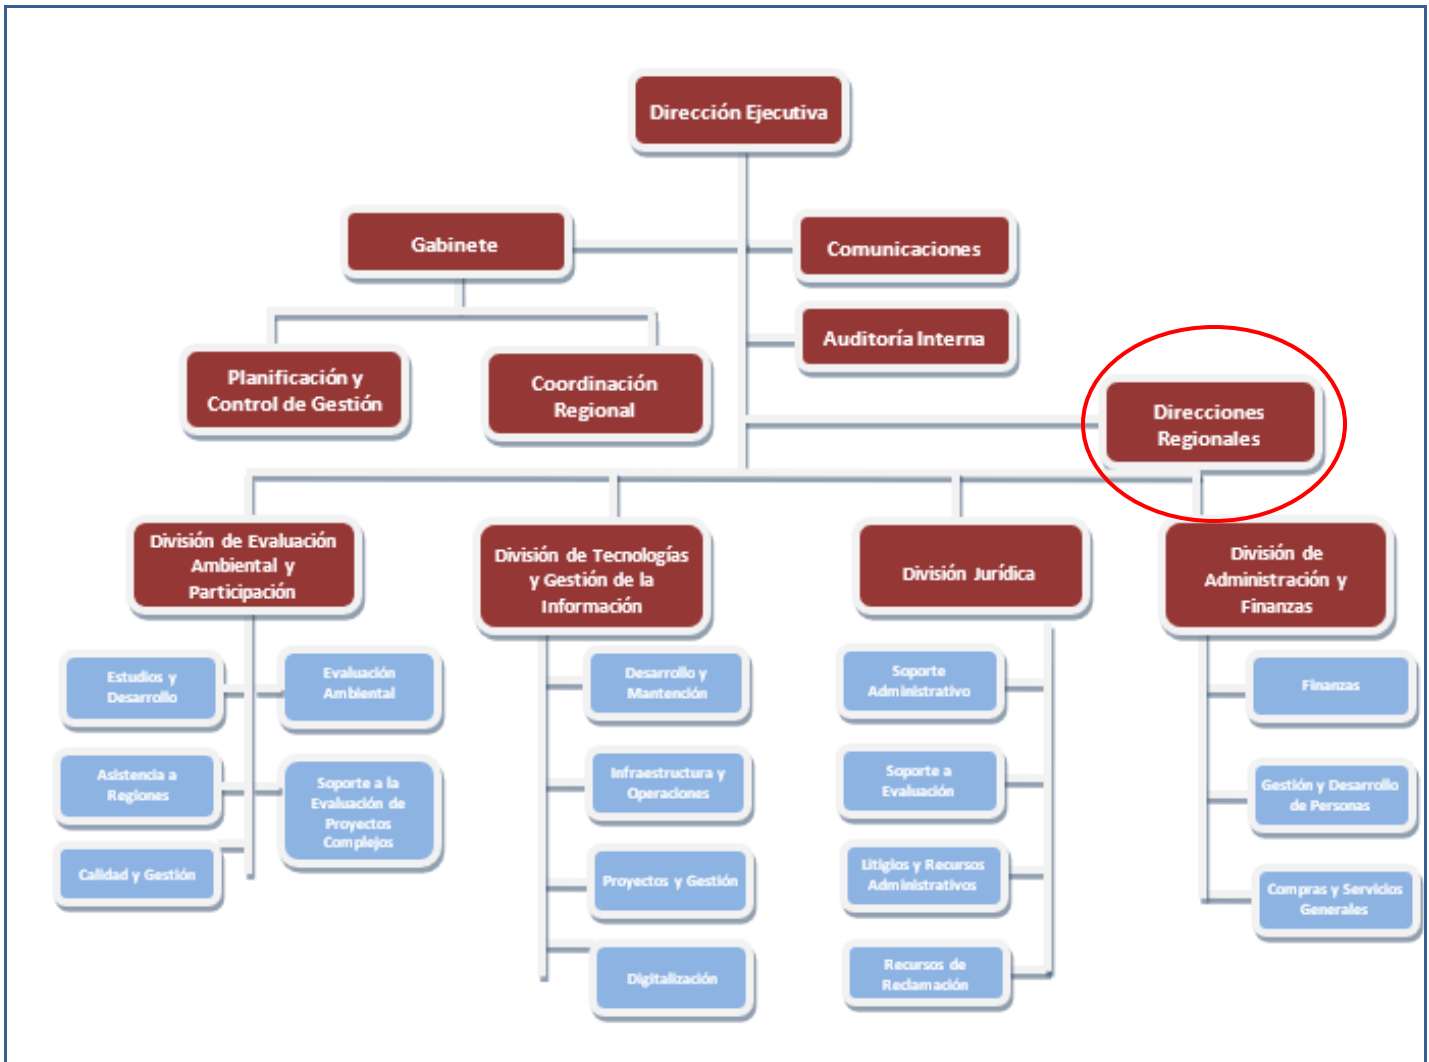 Dirección Ejecutiva
Gabinete
Comunicaciones
Auditoría Interna
Planificación y
Control de Gestión
Coordinación
Regional
Direcciones
Regionales
División de Evaluación
Ambiental y
Participación
División de Tecnologías
y Gestión de la
Información
División Jurídica
División de
Administración y
Finanzas
Estudios y
Desarrollo
Evaluación
Ambiental
Asistencia a
Regiones
Soporte a la
Evaluación de
Proyectos
Complejos
Calidad y Gestión
Desarrollo y
Mantención
Infraestructura y
Operaciones
Proyectos y Gestión
Digitalización
Soporte
Administrativo
Soporte a
Evaluación
Litigios y Recursos
Administrativos
Recursos de
Reclamación
Finanzas
Gestión y Desarrollo
de Personas
Compras y Servicios
Generales